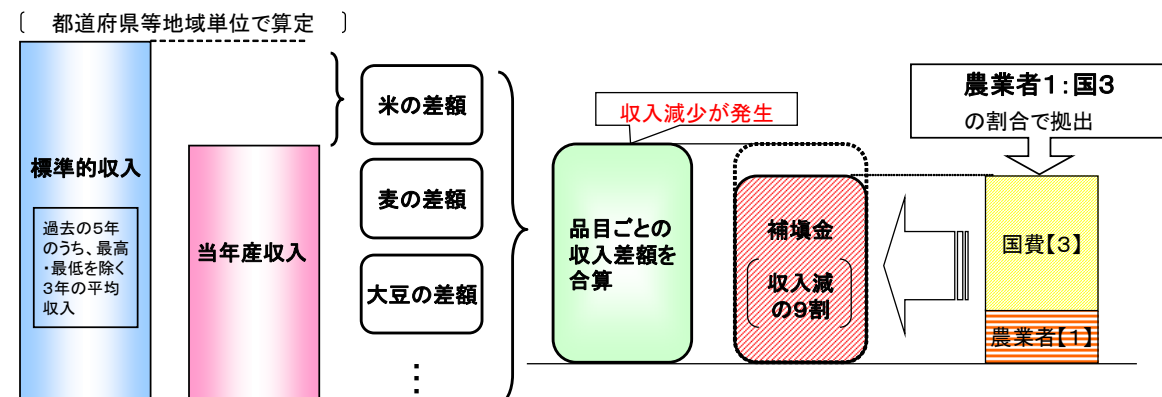 〔 都道府県等地域単位で算定 〕
標準的収入
過去の5年
のうち、最高
・最低を除く
3年の平均
収入
当年産収入
米の差額
麦の差額
大豆の差額
⋮
品目ごとの
収入差額を
合算
収入減少が発生
補塡金
収入減
の9割
農業者1:国3
の割合で拠出
国費【3】
農業者【1】